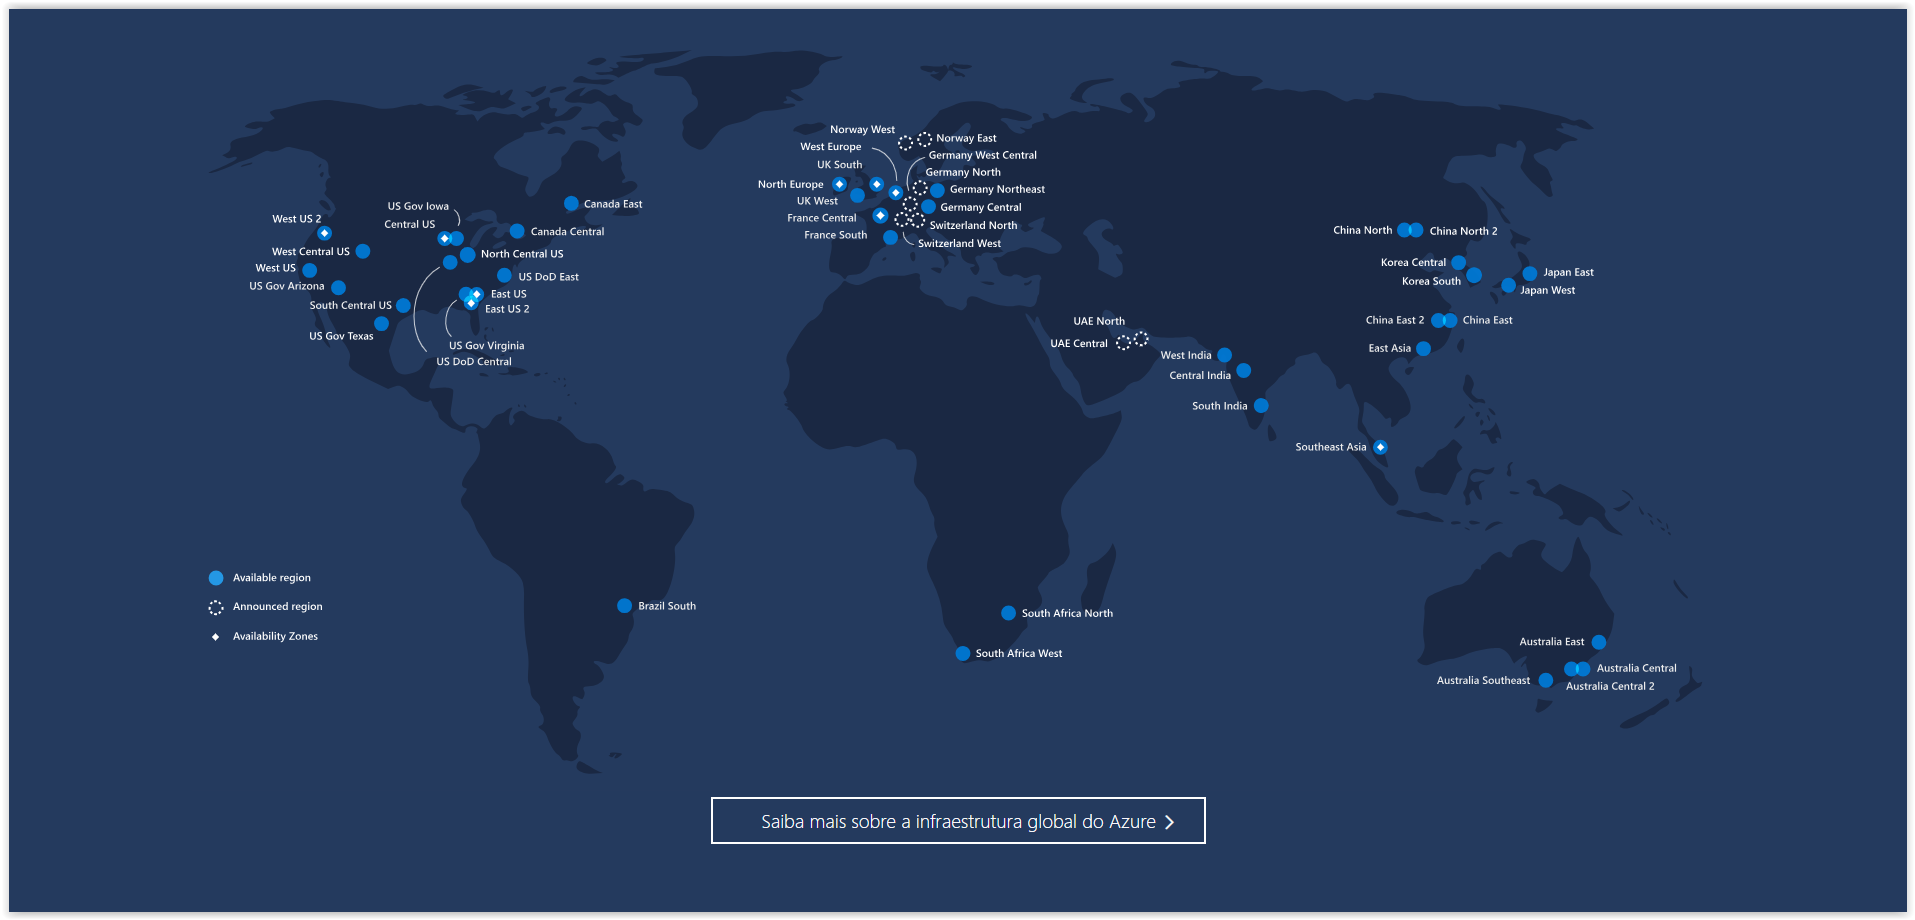 Norway West
Norway East
West Europe
Germany West Central
UK South
Germany North
North Europe
Germany Northeast
UK West
Germany Central
France Central
Switzerland North
France South
Switzerland West
US Gov Iowa
Canada East
West US 2
Central US
Canada Central
West Central US
North Central US
West US
US DoD East
US Gov Arizona
East US
South Central US
East US 2
US Gov Texas
US Gov Virginia
US DoD Central
China North
China North 2
Korea Central
Japan East
Korea South
Japan West
China East 2
China East
UAE North
UAE Central
East Asia
West India
Central India
South India
Southeast Asia
Available region
Announced region
Availability Zones
Brazil South
South Africa North
South Africa West
Australia East
Australia Central
Australia Southeast
Australia Central 2
Saiba mais sobre a infraestrutura global do Azure